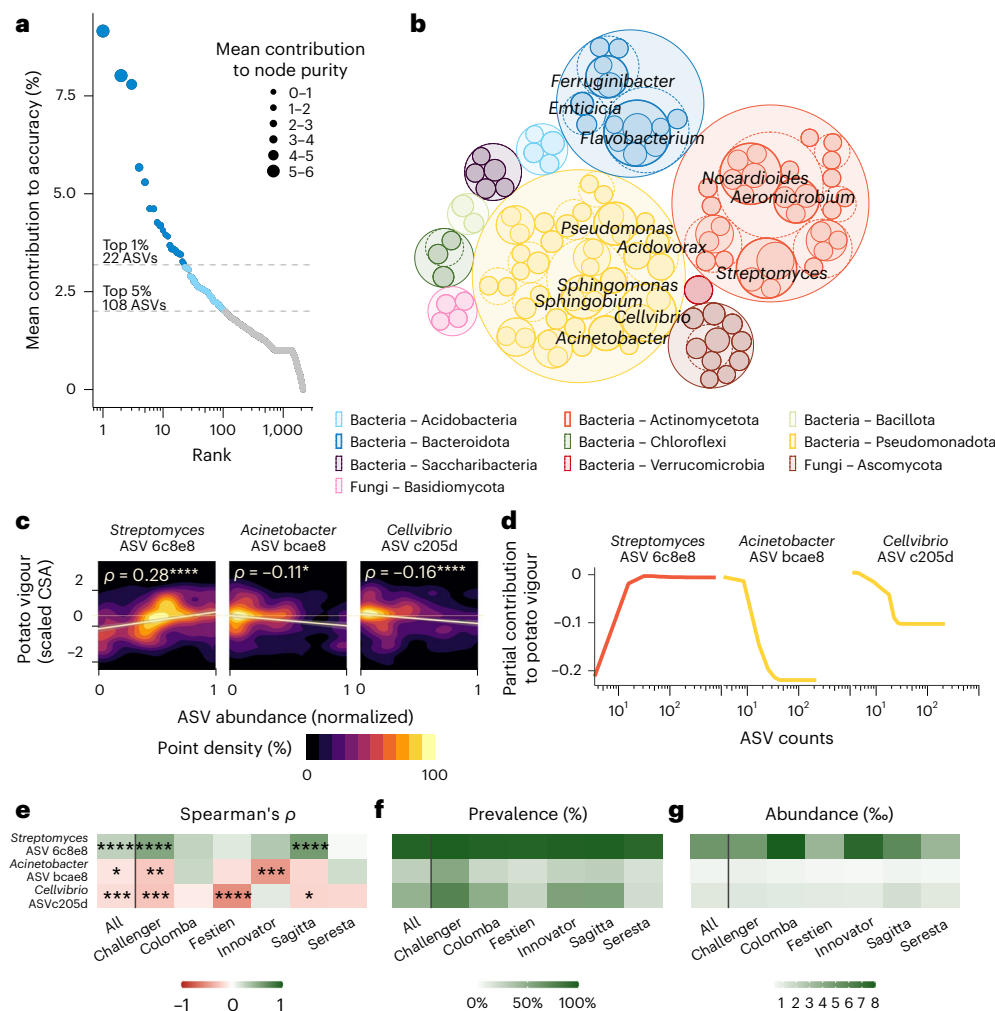 a
Mean contribution to accuracy (%)
7.5
5.0
2.5
0
Top 1%
22 ASVs
Top 5%
108 ASVs
1
10
100
1,000
Rank
Mean contribution
to node purity
0–1
1–2
2–3
3–4
4–5
5–6
b
Ferruginibacter
Emticicia
Flavobacterium
Nocardioides
Aeromicrobium
Streptomyces
Pseudomonas
Acidovorax
Sphingomonas
Sphingobium
Cellvibrio
Acinetobacter
Bacteria – Acidobacteria
Bacteria – Actinomycetota
Bacteria – Bacillota
Bacteria – Bacteroidota
Bacteria – Chloroflexi
Bacteria – Pseudomonadota
Bacteria – Saccharibacteria
Bacteria – Verrucomicrobia
Fungi – Ascomycota
Fungi – Basidiomycota
c
Streptomyces
ASV 6c8e8
Acinetobacter
ASV bcae8
Cellvibrio
ASV c205d
Potato vigour
(scaled CSA)
2
0
−2
ρ = 0.28****
ρ = −0.11*
ρ = −0.16****
0
1
0
1
0
1
ASV abundance (normalized)
Point density (%)
0
100
d
Streptomyces
ASV 6c8e8
Acinetobacter
ASV bcae8
Cellvibrio
ASV c205d
Partial contribution
to potato vigour
0
−0.1
−0.2
10¹
10²
10¹
10²
10¹
10²
ASV counts
e
Spearman's ρ
Streptomyces
ASV 6c8e8
Acinetobacter
ASV bcae8
Cellvibrio
ASVc205d
**** **** ****
* ** ***
*** *** **** *
All
Challenger
Colomba
Festien
Innovator
Sagitta
Seresta
−1
0
1
f
Prevalence (%)
All
Challenger
Colomba
Festien
Innovator
Sagitta
Seresta
0%
50%
100%
g
Abundance (‰)
All
Challenger
Colomba
Festien
Innovator
Sagitta
Seresta
1 2 3 4 5 6 7 8